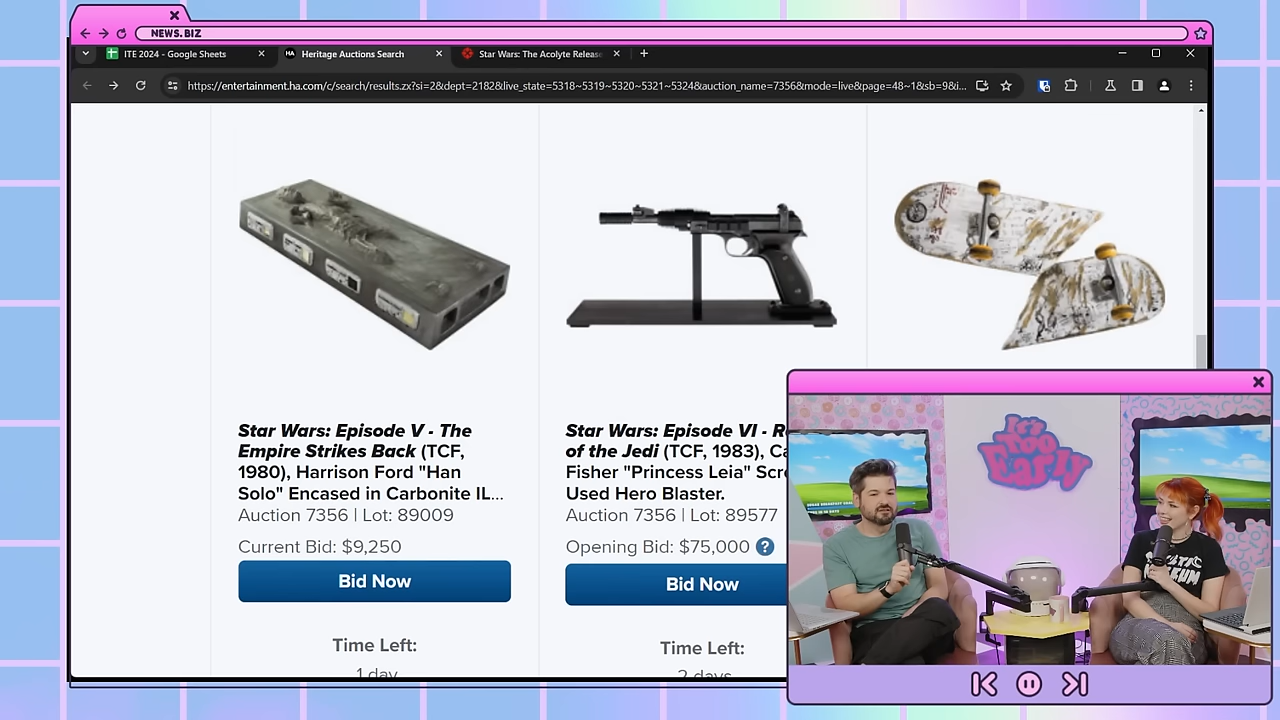 NEWS.BIZ
ITE 2024 - Google Sheets
HA Heritage Auctions Search
Star Wars: The Acolyte Release
https://entertainment.ha.com/c/search/results.zx?si=2&dept=2182&live_state=5318~5319~5320~5321~5324&auction_name=7356&mode=live&page=48~1&sb=9&i...
Star Wars: Episode V - The
Empire Strikes Back (TCF,
1980), Harrison Ford "Han
Solo" Encased in Carbonite IL...
Auction 7356 | Lot: 89009
Current Bid: $9,250
Bid Now
Time Left:
1 day
Star Wars: Episode VI - R
of the Jedi (TCF, 1983), Ca
Fisher "Princess Leia" Scre
Used Hero Blaster.
Auction 7356 | Lot: 89577
Opening Bid: $75,000 ?
Bid Now
Time Left:
2 days
It's
Too
Early